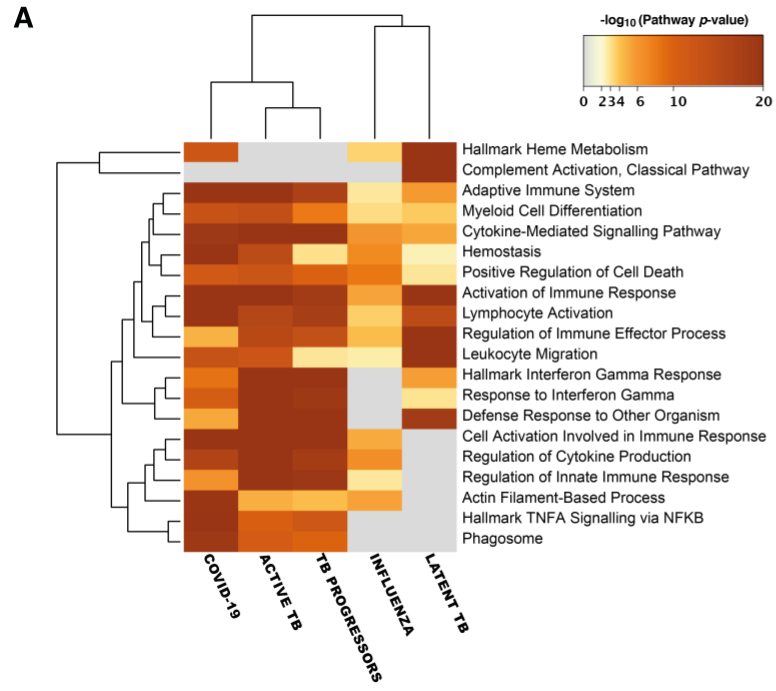 A
-log10 (Pathway p-value)
0 2 3 4 6 10 20
Hallmark Heme Metabolism
Complement Activation, Classical Pathway
Adaptive Immune System
Myeloid Cell Differentiation
Cytokine-Mediated Signalling Pathway
Hemostasis
Positive Regulation of Cell Death
Activation of Immune Response
Lymphocyte Activation
Regulation of Immune Effector Process
Leukocyte Migration
Hallmark Interferon Gamma Response
Response to Interferon Gamma
Defense Response to Other Organism
Cell Activation Involved in Immune Response
Regulation of Cytokine Production
Regulation of Innate Immune Response
Actin Filament-Based Process
Hallmark TNFA Signalling via NFKB
Phagosome
COVID-19
ACTIVE TB
TB PROGRESSORS
INFLUENZA
LATENT TB